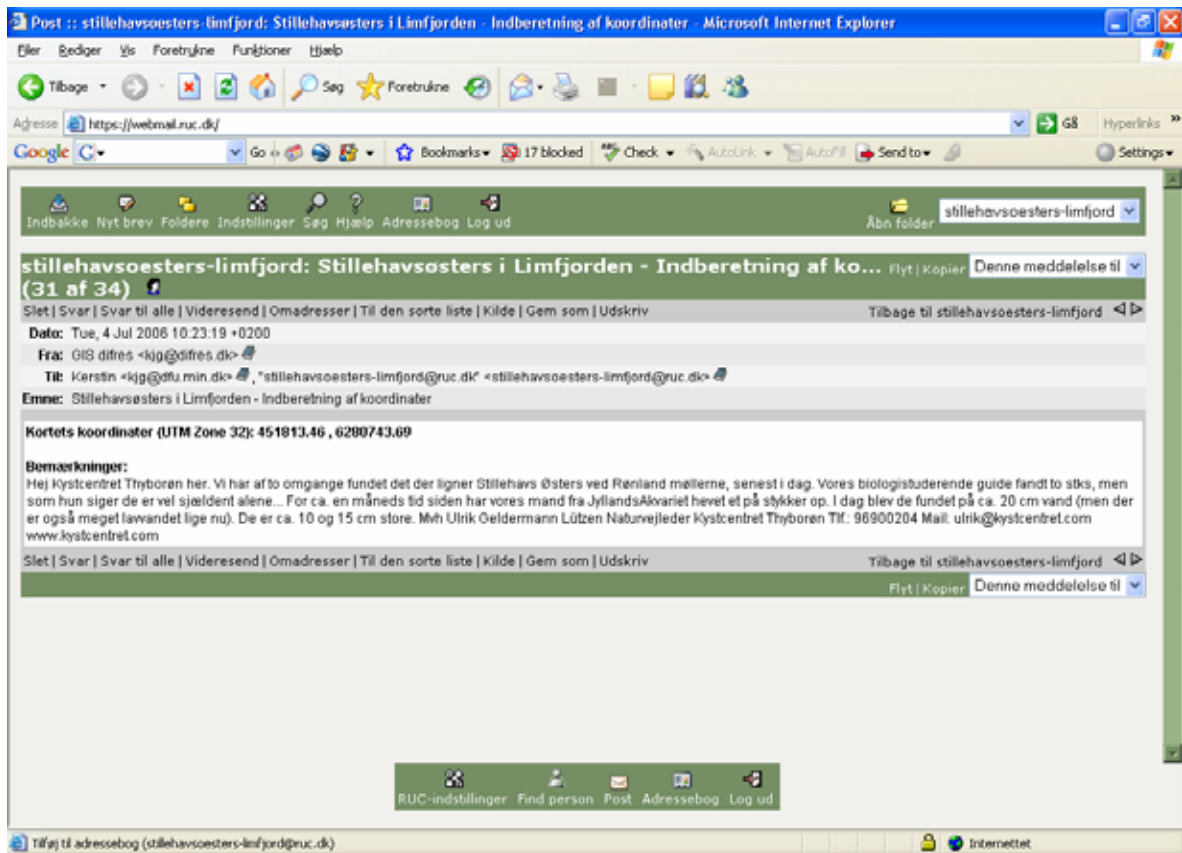 Post :: stillehavsoesters-limfjord: Stillehavsøsters i Limfjorden - Indberetning af koordinater - Microsoft Internet Explorer
Filer Rediger Vis Foretrukne Funktioner Hjælp
Tilbage Søg Foretrukne
Adresse https://webmail.ruc.dk/ Gå Hyperlinks »
Google G Go Bookmarks 17 blocked Check AutoLink AutoFill Send to Settings
Indbakke Nyt brev Foldere Indstillinger Søg Hjælp Adressebog Log ud Åbn folder stillehavsoesters-limfjord
stillehavsoesters-limfjord: Stillehavsøsters i Limfjorden - Indberetning af ko... Flyt | Kopier Denne meddelelse til
(31 af 34)
Slet | Svar | Svar til alle | Videresend | Omadresser | Til den sorte liste | Kilde | Gem som | Udskriv Tilbage til stillehavsoesters-limfjord
Dato: Tue, 4 Jul 2006 10:23:19 +0200
Fra: GIS difres <kjg@difres.dk>
Til: Kerstin <kjg@dfu.min.dk> , "stillehavsoesters-limfjord@ruc.dk" <stillehavsoesters-limfjord@ruc.dk>
Emne: Stillehavsøsters i Limfjorden - Indberetning af koordinater
Kortets koordinater (UTM Zone 32): 451813.46 , 6280743.69
Bemærkninger:
Hej Kystcentret Thyborøn her. Vi har af to omgange fundet det der ligner Stillehavs Østers ved Rønland møllerne, senest i dag. Vores biologistuderende guide fandt to stks, men
som hun siger de er vel sjældent alene... For ca. en måneds tid siden har vores mand fra JyllandsAkvariet hevet et på stykker op. I dag blev de fundet på ca. 20 cm vand (men der
er også meget lavvandet lige nu). De er ca. 10 og 15 cm store. Mvh Ulrik Geldermann Lützen Naturvejleder Kystcentret Thyborøn Tlf.: 96900204 Mail: ulrik@kystcentret.com
www.kystcentret.com
Slet | Svar | Svar til alle | Videresend | Omadresser | Til den sorte liste | Kilde | Gem som | Udskriv Tilbage til stillehavsoesters-limfjord
Flyt | Kopier Denne meddelelse til
RUC-indstillinger Find person Post Adressebog Log ud
Tilføj til adressebog (stillehavsoesters-limfjord@ruc.dk) Internettet